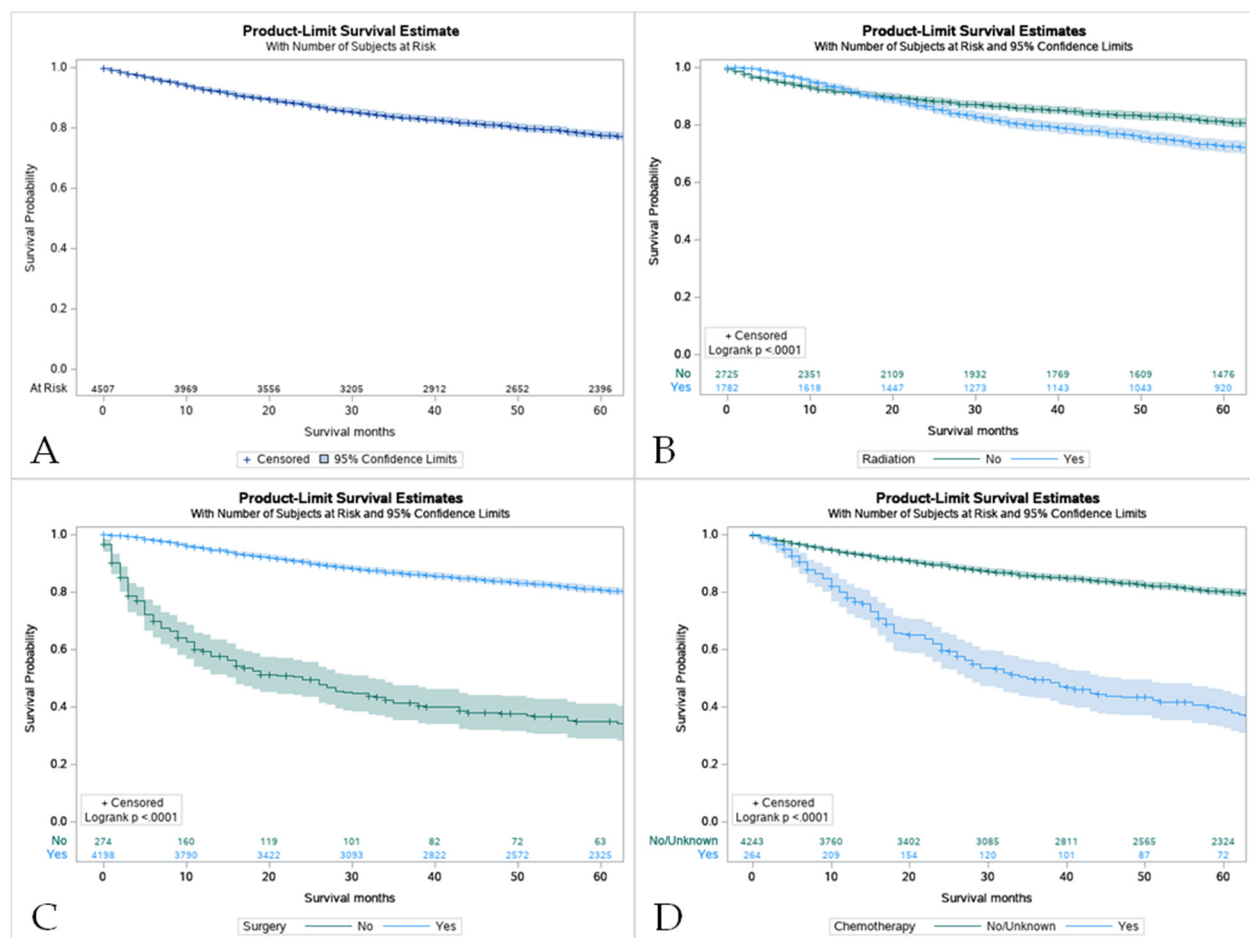 Product-Limit Survival Estimate
With Number of Subjects at Risk
1.0
0.8
0.6
0.4
0.2
0.0
Survival Probability
At Risk 4507 3969 3556 3205 2912 2652 2396
0 10 20 30 40 50 60
Survival months
+ Censored 95% Confidence Limits
A
Product-Limit Survival Estimates
With Number of Subjects at Risk and 95% Confidence Limits
1.0
0.8
0.6
0.4
0.2
0.0
Survival Probability
+ Censored
Logrank p <.0001
No 2725 2351 2109 1932 1769 1609 1476
Yes 1782 1618 1447 1273 1143 1043 920
0 10 20 30 40 50 60
Survival months
Radiation No Yes
B
Product-Limit Survival Estimates
With Number of Subjects at Risk and 95% Confidence Limits
1.0
0.8
0.6
0.4
0.2
0.0
Survival Probability
+ Censored
Logrank p <.0001
No 274 160 119 101 82 72 63
Yes 4198 3790 3422 3093 2822 2572 2325
0 10 20 30 40 50 60
Survival months
Surgery No Yes
C
Product-Limit Survival Estimates
With Number of Subjects at Risk and 95% Confidence Limits
1.0
0.8
0.6
0.4
0.2
0.0
Survival Probability
+ Censored
Logrank p <.0001
No/Unknown 4243 3760 3402 3085 2811 2565 2324
Yes 264 209 154 120 101 87 72
0 10 20 30 40 50 60
Survival months
Chemotherapy No/Unknown Yes
D